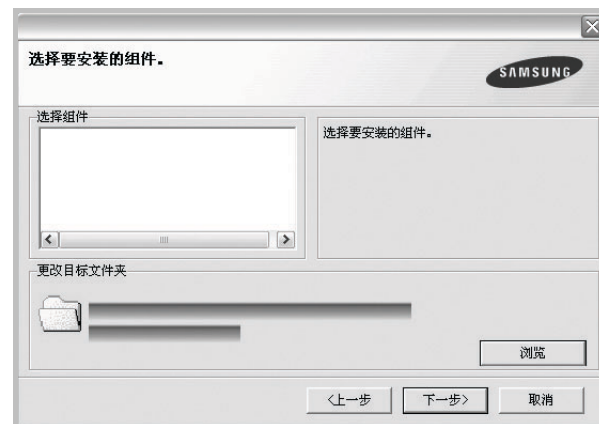 选择要安装的组件。
SAMSUNG
选择组件
选择要安装的组件。
更改目标文件夹
浏览
<上一步
下一步>
取消